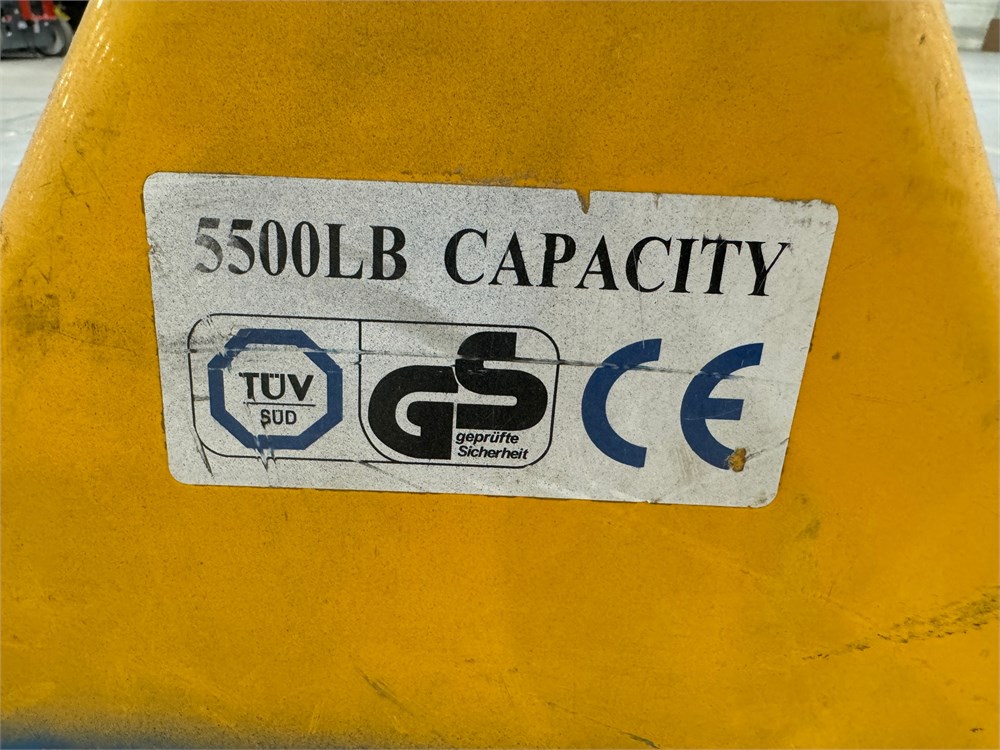 5500LB CAPACITY
TÜV
SÜD
GS
geprüfte
Sicherheit
CE